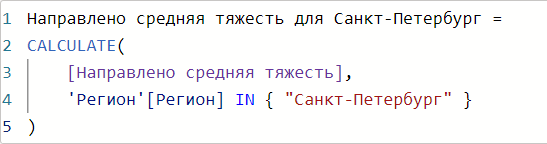 1 Направлено средняя тяжесть для Санкт-Петербург =
2 CALCULATE(
3     [Направлено средняя тяжесть],
4     'Регион'[Регион] IN { "Санкт-Петербург" }
5 )